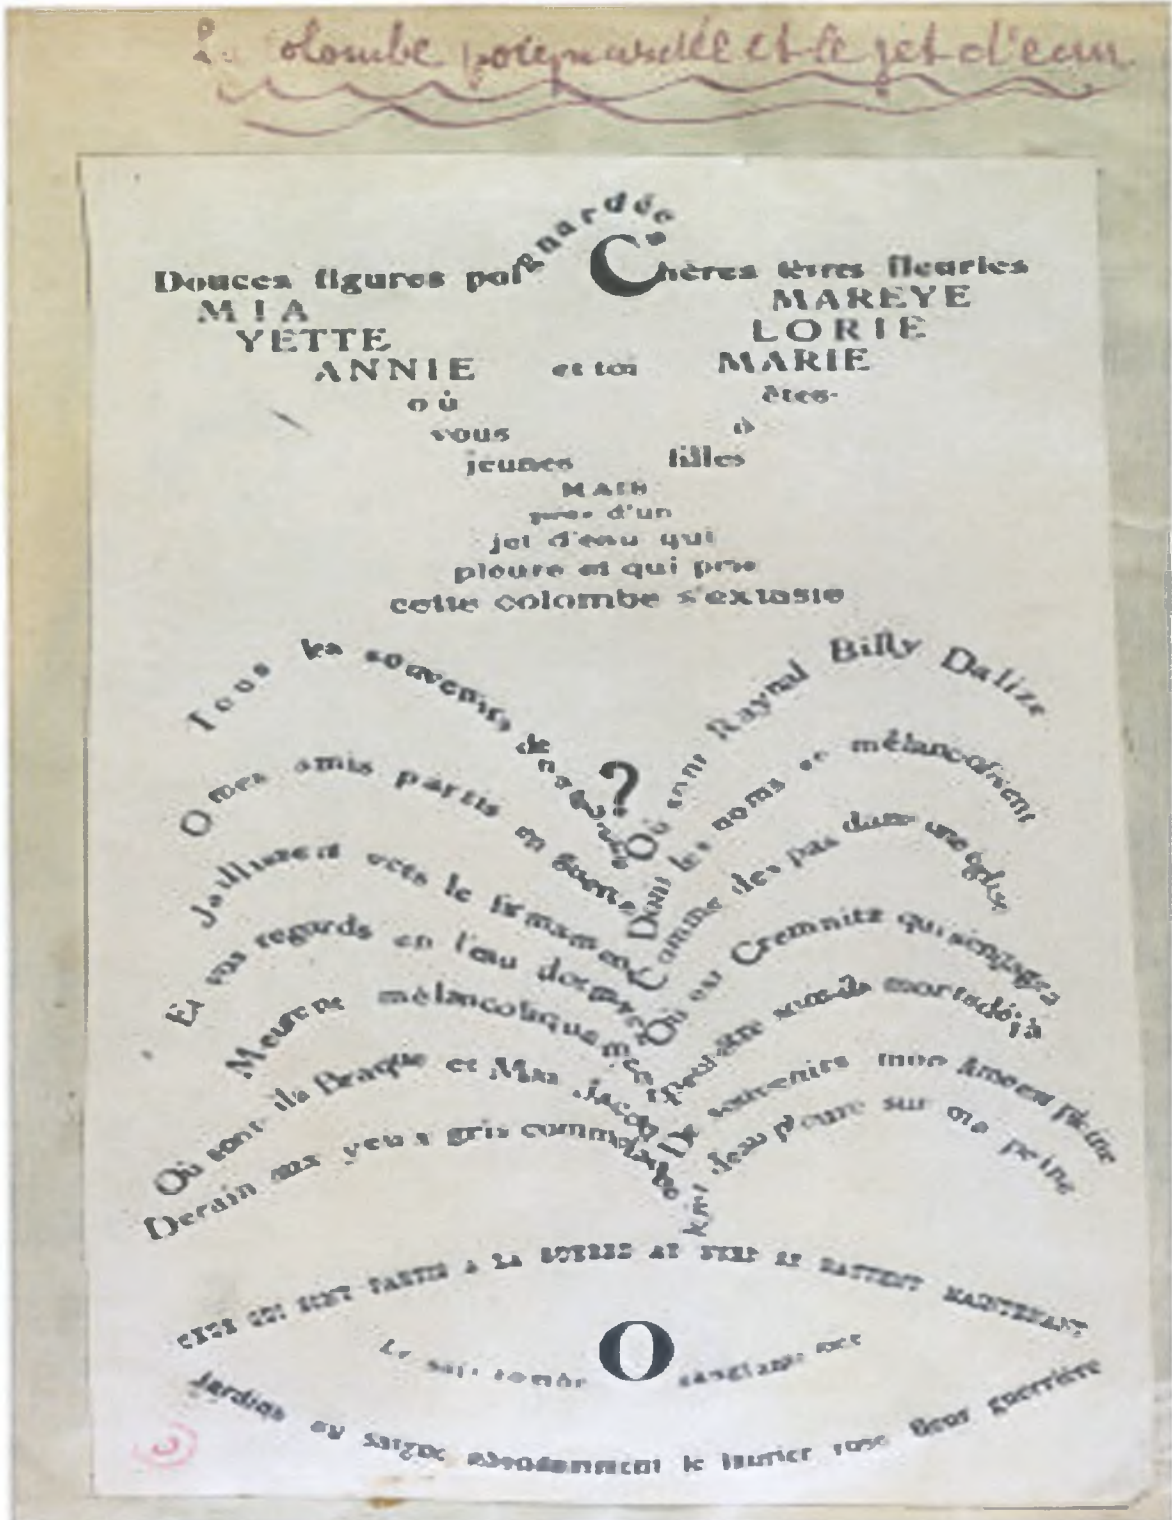 olombe poignardée et le jet d'eau
Douces figures poignardées Chères lèvres fleuries
MIA MAREYE
YETTE LORIE
ANNIE et toi MARIE
où êtes-
vous ô
jeunes filles
MAIS
près d'un
jet d'eau qui
pleure et qui prie
cette colombe s'extasie
Tous les souvenirs de naguère
O mes amis partis en guerre
Jaillissent vers le firmament
Et vos regards en l'eau dormant
Meurent mélancoliquement
Où sont-ils Braque et Max Jacob
Derain aux yeux gris comme l'aube
?
Où sont Raynal Billy Dalize
Dont les noms se mélancolisent
Comme des pas dans une église
Où est Cremnitz qui s'engagea
Peut-être sont-ils morts déjà
De souvenirs mon âme est pleine
Le jet d'eau pleure sur ma peine
CEUX QUI SONT PARTIS A LA GUERRE AU NORD SE BATTENT MAINTENANT
Le soir tombe O sanglante mer
Jardins où saigne abondamment le laurier rose fleur guerrière